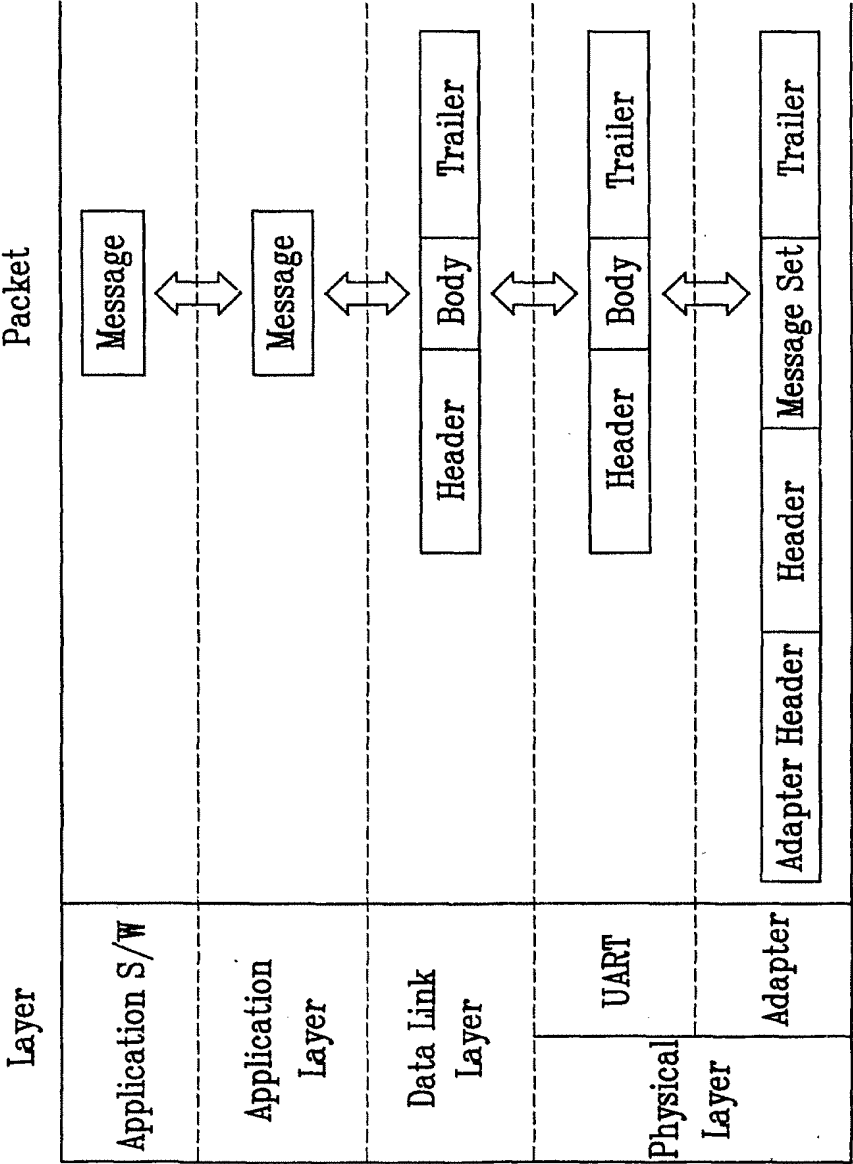 Layer
Packet
Application S/W
Message
Application
Layer
Message
Data Link
Layer
Header
Body
Trailer
Physical
Layer
UART
Header
Body
Trailer
Adapter
Adapter Header
Header
Message Set
Trailer